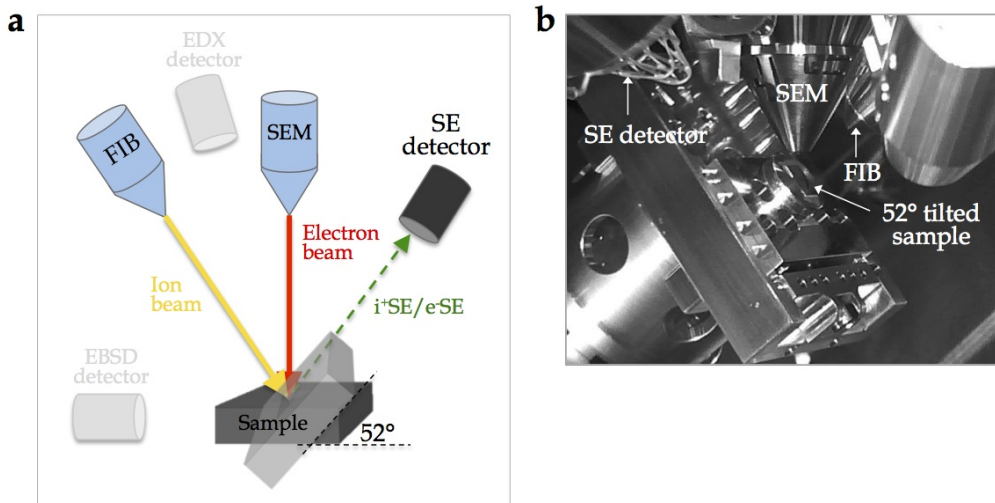 a
EDX
detector
FIB
SEM
SE
detector
Electron
beam
Ion
beam
i⁺SE/e⁻SE
EBSD
detector
Sample
52°
b
SEM
SE detector
FIB
52° tilted
sample